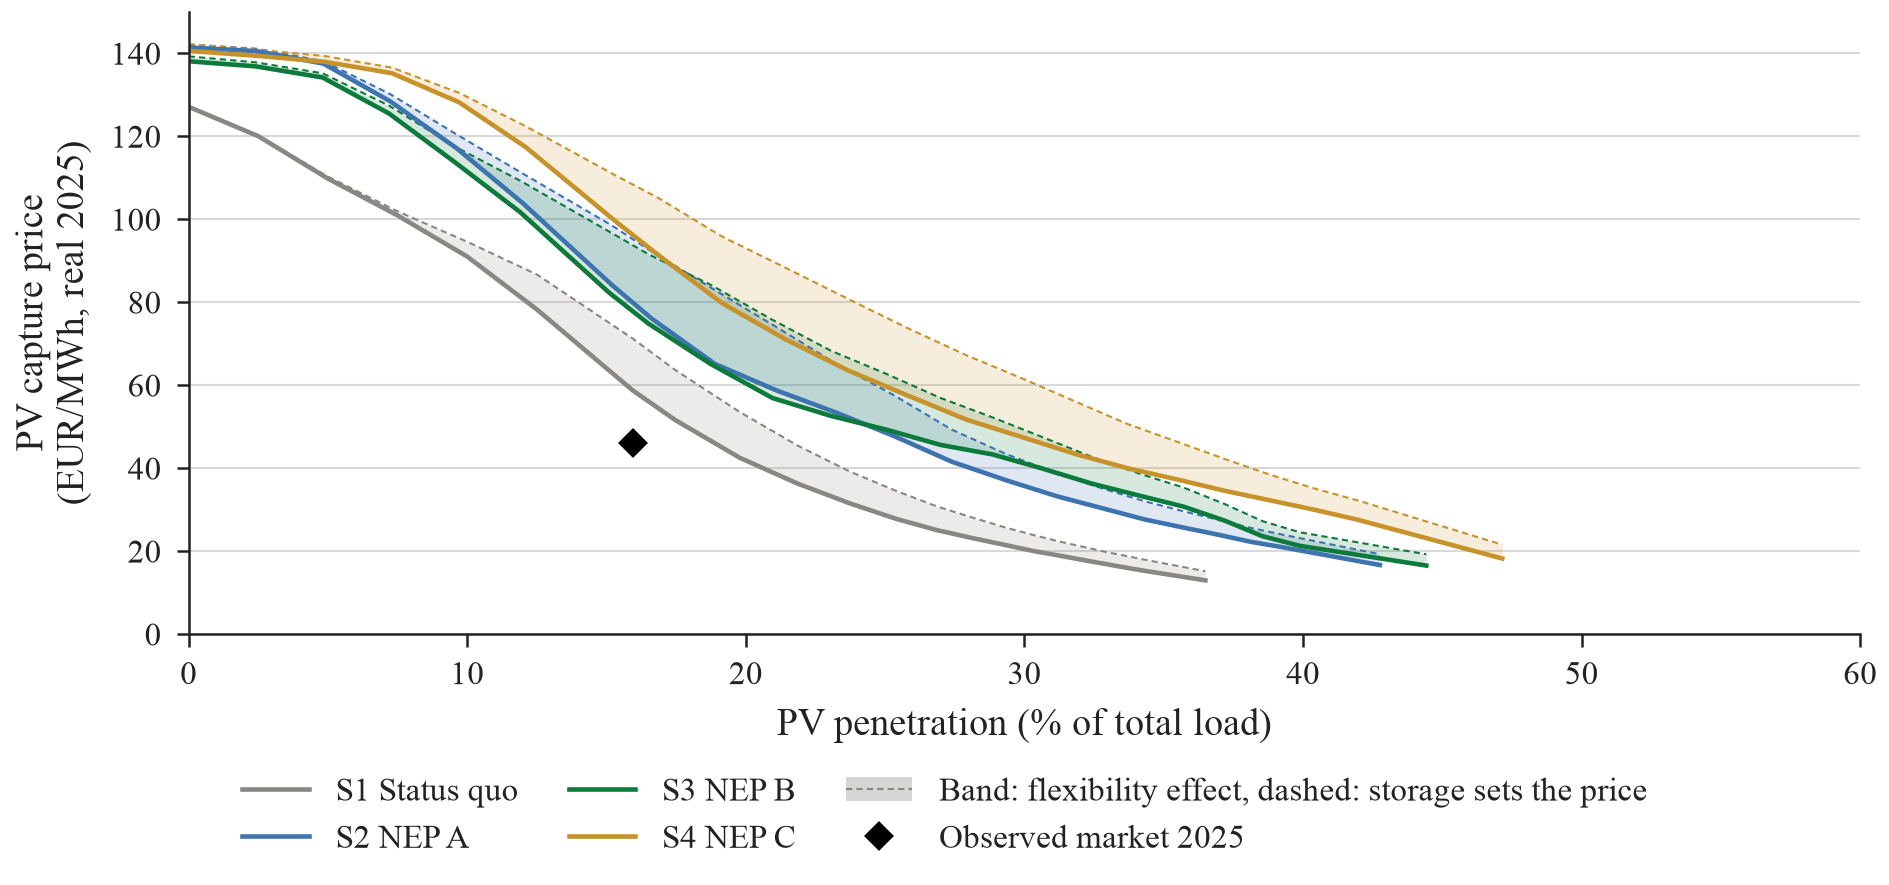 140
120
100
80
60
40
20
0
PV capture price
(EUR/MWh, real 2025)
0 10 20 30 40 50 60
PV penetration (% of total load)
S1 Status quo
S2 NEP A
S3 NEP B
S4 NEP C
Band: flexibility effect, dashed: storage sets the price
Observed market 2025